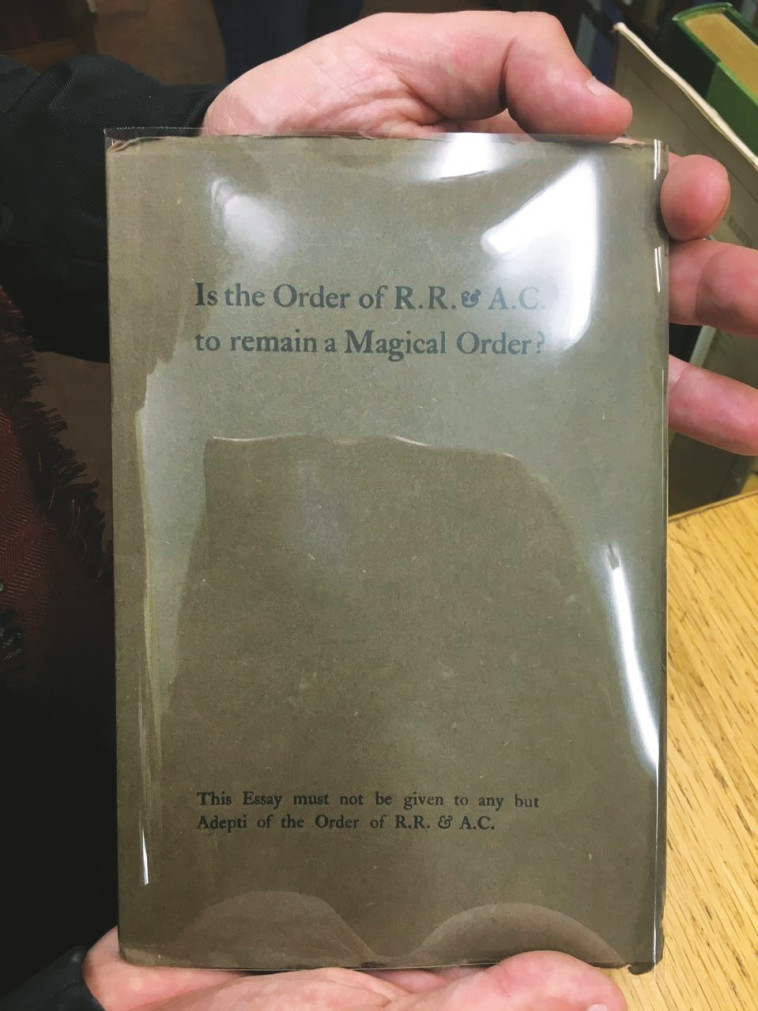 Is the Order of R.R. & A.C.
to remain a Magical Order?
This Essay must not be given to any but
Adepti of the Order of R.R. & A.C.